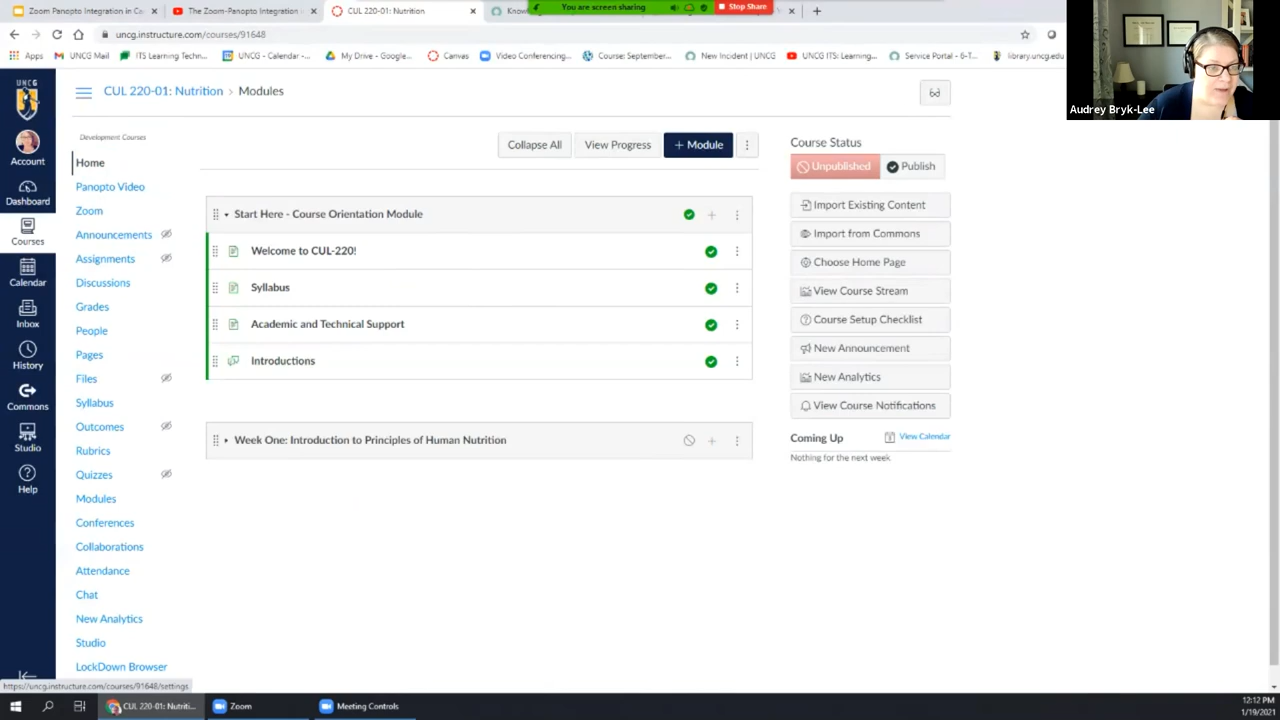 Zoom Panopto Integration in Ca
The Zoom-Panopto Integration i
CUL 220-01: Nutrition
Know
You are screen sharing
Stop Share
uncg.instructure.com/courses/91648
Apps
UNCG Mail
ITS Learning Tech...
UNCG - Calendar -...
My Drive - Google...
Canvas
Video Conferencing...
Course: September...
New Incident | UNCG
UNCG ITS: Learning...
Service Portal - 6-T...
library.uncg.edu
Audrey Bryk-Lee
UNCG
Account
Dashboard
Courses
Calendar
Inbox
History
Commons
Studio
Help
CUL 220-01: Nutrition › Modules
Development Courses
Home
Panopto Video
Zoom
Announcements
Assignments
Discussions
Grades
People
Pages
Files
Syllabus
Outcomes
Rubrics
Quizzes
Modules
Conferences
Collaborations
Attendance
Chat
New Analytics
Studio
LockDown Browser
Collapse All
View Progress
+ Module
Start Here - Course Orientation Module
Welcome to CUL-220!
Syllabus
Academic and Technical Support
Introductions
Week One: Introduction to Principles of Human Nutrition
Course Status
Unpublished
Publish
Import Existing Content
Import from Commons
Choose Home Page
View Course Stream
Course Setup Checklist
New Announcement
New Analytics
View Course Notifications
Coming Up
View Calendar
Nothing for the next week
https://uncg.instructure.com/courses/91648/settings
CUL 220-01: Nutriti...
Zoom
Meeting Controls
12:12 PM
1/19/2021